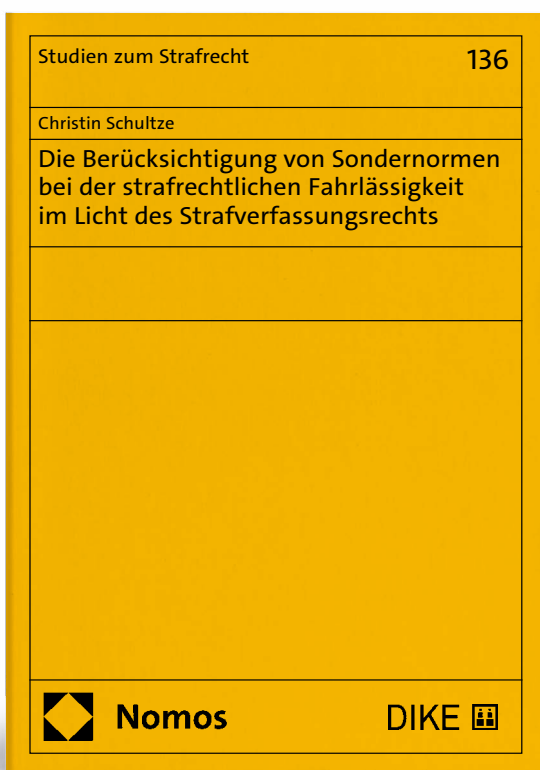 Studien zum Strafrecht 136
Christin Schultze
Die Berücksichtigung von Sondernormen
bei der strafrechtlichen Fahrlässigkeit
im Licht des Strafverfassungsrechts
Nomos DIKE